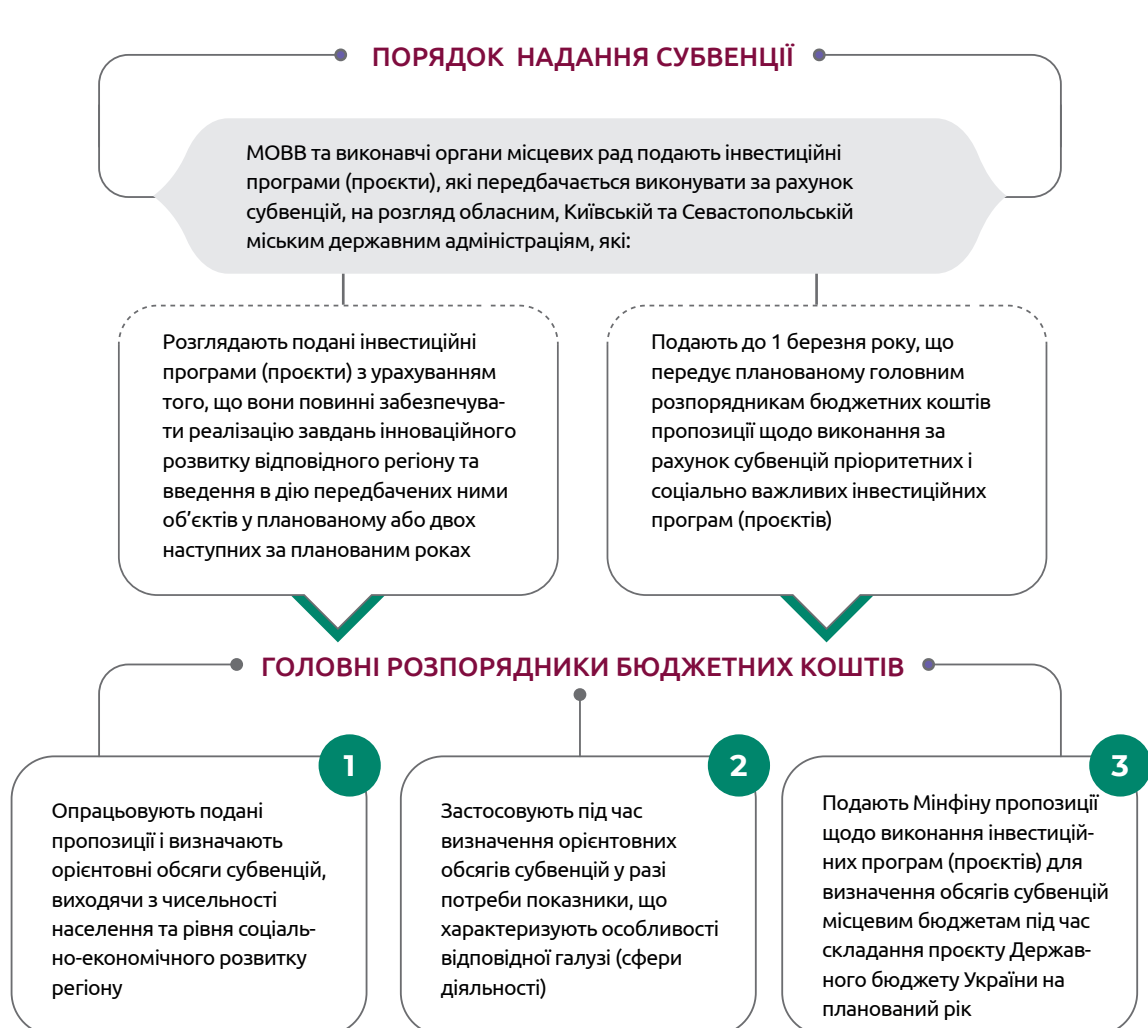 ПОРЯДОК НАДАННЯ СУБВЕНЦІЇ
МОВВ та виконавчі органи місцевих рад подають інвестиційні
програми (проєкти), які передбачається виконувати за рахунок
субвенцій, на розгляд обласним, Київській та Севастопольській
міським державним адміністраціям, які:
Розглядають подані інвестиційні
програми (проєкти) з урахуванням
того, що вони повинні забезпечува-
ти реалізацію завдань інноваційного
розвитку відповідного регіону та
введення в дію передбачених ними
об’єктів у планованому або двох
наступних за планованим роках
Подають до 1 березня року, що
передує планованому головним
розпорядникам бюджетних коштів
пропозиції щодо виконання за
рахунок субвенцій пріоритетних і
соціально важливих інвестиційних
програм (проєктів)
ГОЛОВНІ РОЗПОРЯДНИКИ БЮДЖЕТНИХ КОШТІВ
1
Опрацьовують подані
пропозиції і визначають
орієнтовні обсяги субвенцій,
виходячи з чисельності
населення та рівня соціаль-
но-економічного розвитку
регіону
2
Застосовують під час
визначення орієнтовних
обсягів субвенцій у разі
потреби показники, що
характеризують особливості
відповідної галузі (сфери
діяльності)
3
Подають Мінфіну пропозиції
щодо виконання інвестицій-
них програм (проєктів) для
визначення обсягів субвенцій
місцевим бюджетам під час
складання проєкту Держав-
ного бюджету України на
планований рік